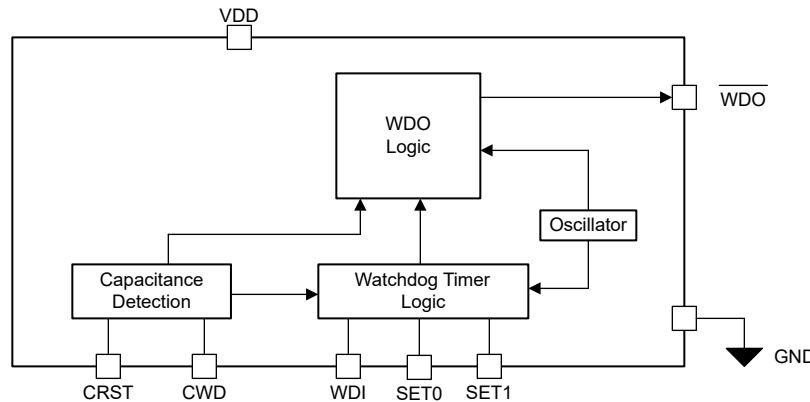 VDD
WDO
WDO
Logic
Oscillator
Capacitance
Detection
Watchdog Timer
Logic
GND
CRST
CWD
WDI
SET0
SET1